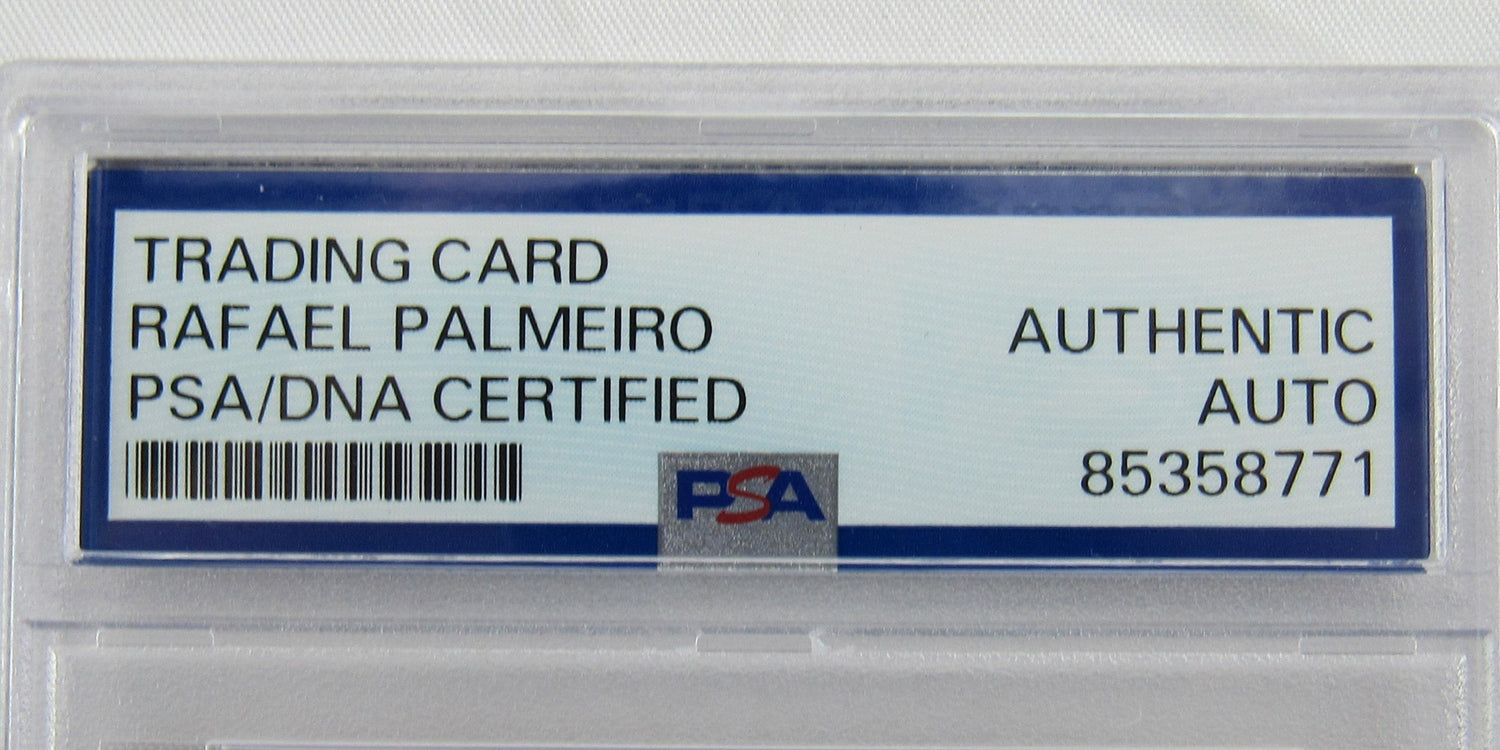 TRADING CARD
RAFAEL PALMEIRO
AUTHENTIC
PSA/DNA CERTIFIED
AUTO
85358771
PSA